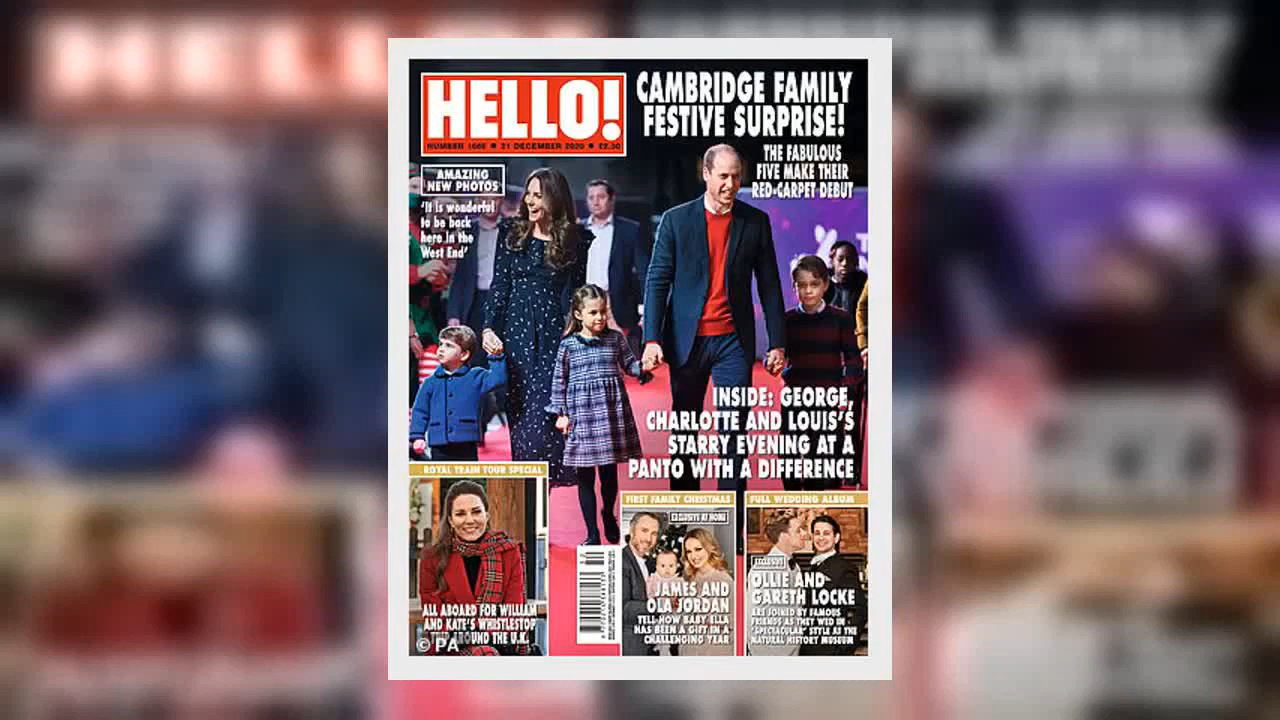 HELLO!
NUMBER 1666 • 21 DECEMBER 2020 • £2.50
CAMBRIDGE FAMILY
FESTIVE SURPRISE!
THE FABULOUS
FIVE MAKE THEIR
RED-CARPET DEBUT
AMAZING
NEW PHOTOS
'It is wonderful
to be back
here in the
West End'
INSIDE: GEORGE,
CHARLOTTE AND LOUIS'S
STARRY EVENING AT A
PANTO WITH A DIFFERENCE
ROYAL TRAIN TOUR SPECIAL
ALL ABOARD FOR WILLIAM
AND KATE'S WHISTLESTOP
TRIP AROUND THE U.K.
© PA
FIRST FAMILY CHRISTMAS
EXCLUSIVE AT HOME
JAMES AND
OLA JORDAN
TELL HOW BABY ELLA
HAS BEEN A GIFT IN A
CHALLENGING YEAR
FULL WEDDING ALBUM
EXCLUSIVE
OLLIE AND
GARETH LOCKE
ARE JOINED BY FAMOUS
FRIENDS AS THEY WED IN
'SPECTACULAR' STYLE AS THE
NATURAL HISTORY MUSEUM